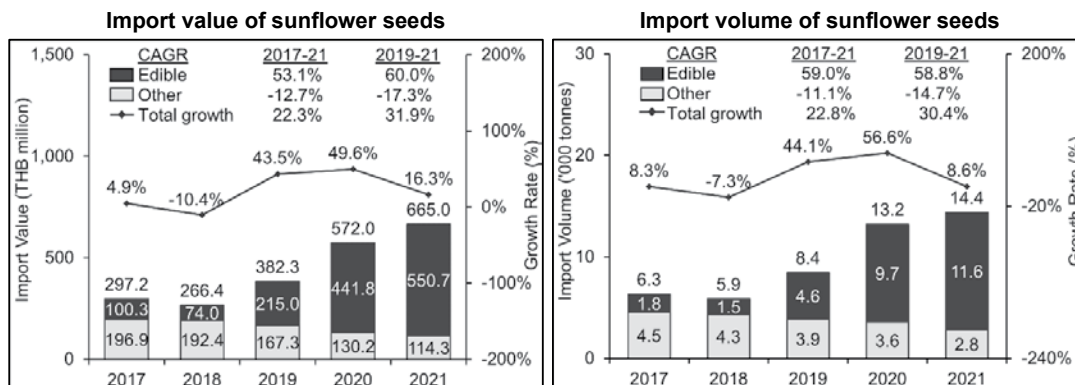 Import value of sunflower seeds
1,500
1,000
500
0
Import Value (THB million)
CAGR 2017-21 2019-21
Edible 53.1% 60.0%
Other -12.7% -17.3%
Total growth 22.3% 31.9%
200%
100%
0%
-100%
-200%
Growth Rate (%)
4.9% -10.4% 43.5% 49.6% 16.3%
297.2 266.4 382.3 572.0 665.0
100.3 74.0 215.0 441.8 550.7
196.9 192.4 167.3 130.2 114.3
2017 2018 2019 2020 2021
Import volume of sunflower seeds
30
20
10
0
Import Volume ('000 tonnes)
CAGR 2017-21 2019-21
Edible 59.0% 58.8%
Other -11.1% -14.7%
Total growth 22.8% 30.4%
200%
-20%
-240%
Growth Rate (%)
8.3% -7.3% 44.1% 56.6% 8.6%
6.3 5.9 8.4 13.2 14.4
1.8 1.5 4.6 9.7 11.6
4.5 4.3 3.9 3.6 2.8
2017 2018 2019 2020 2021